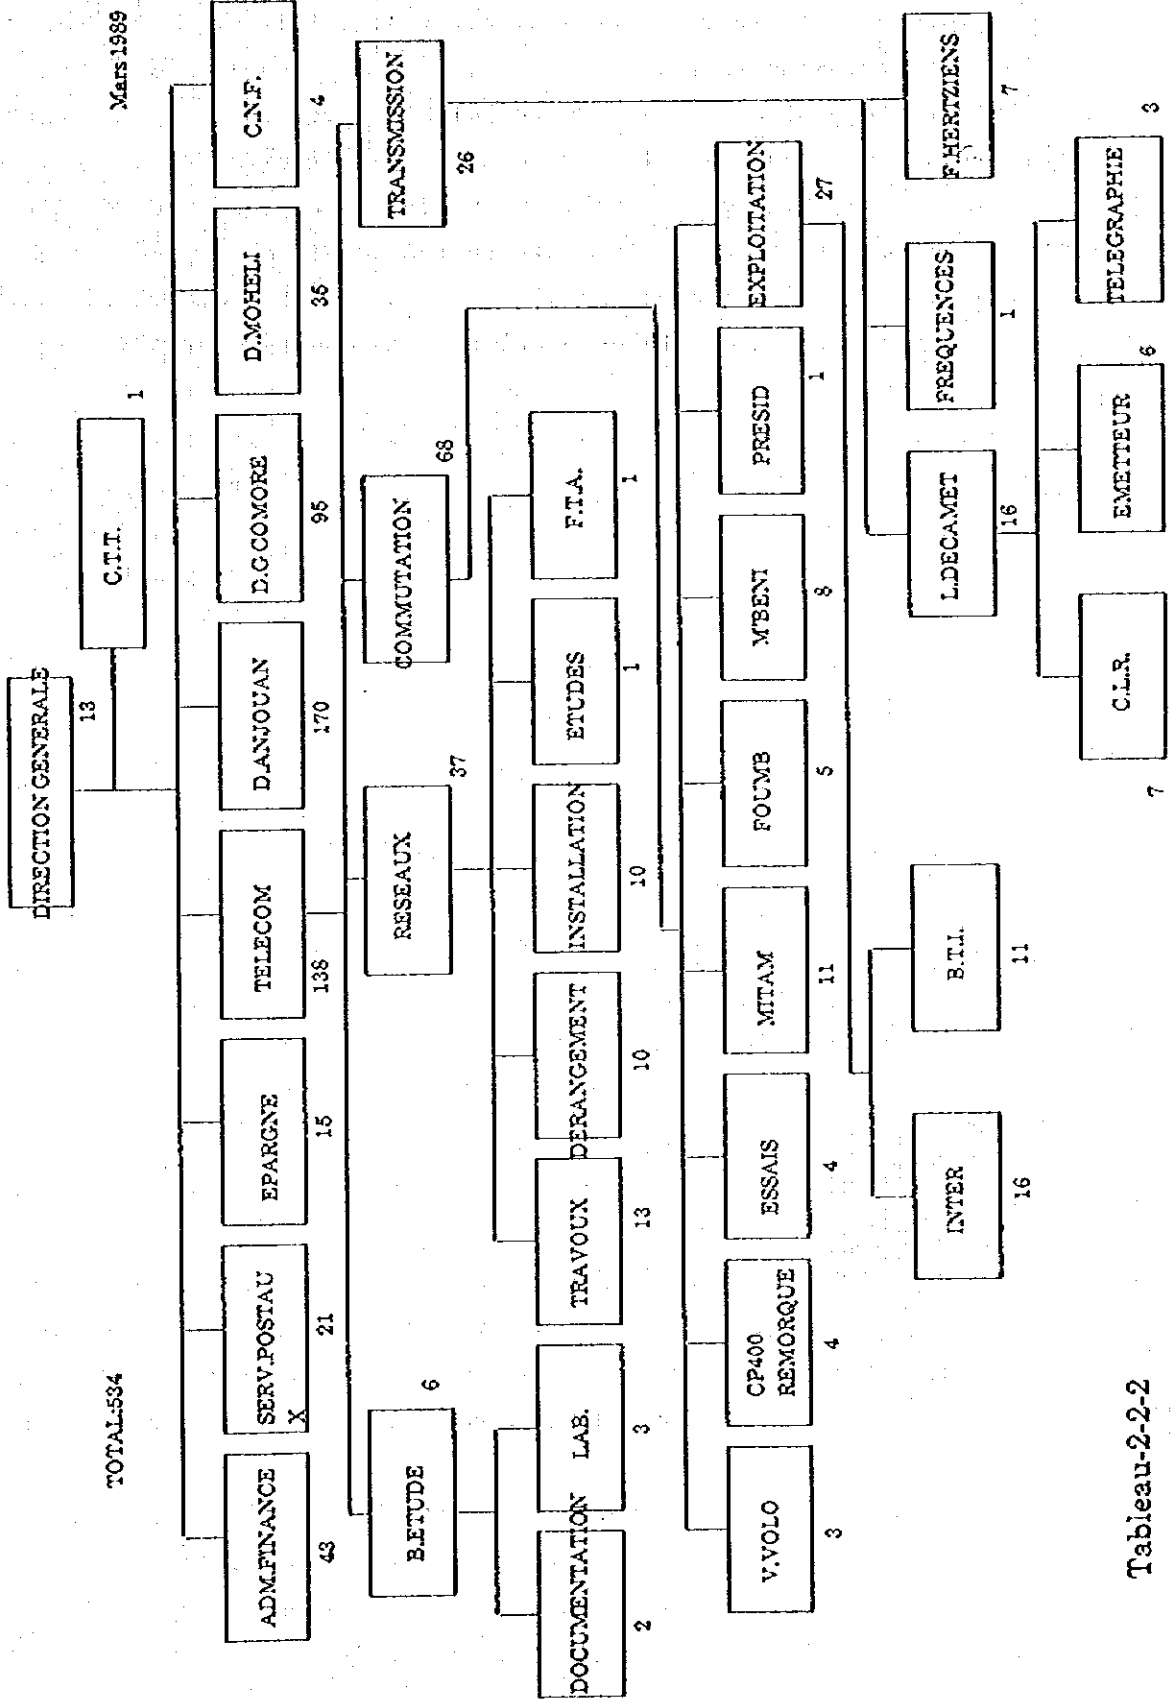 Mars 1989
TOTAL:534
DIRECTION GENERALE
13
C.T.T.
1
ADM.FINANCE
43
SERV.POSTAU
X
21
EPARGNE
15
TELECOM
138
D.ANJOUAN
170
D.G COMORE
95
D.MOHELI
35
C.N.F.
4
B.ETUDE
6
RESEAUX
37
COMMUTATION
68
TRANSMISSION
26
DOCUMENTATION
2
LAB.
3
TRAVOUX
13
DERANGEMENT
10
INSTALLATION
10
ETUDES
1
F.T.A.
1
V.VOLO
3
CP400
REMORQUE
4
ESSAIS
4
MITAM
11
FOUMB
5
M'BENI
8
PRESID
1
EXPLOITATION
27
INTER
16
B.T.I.
11
L.DECAMET
16
FREQUENCES
1
F.HERTZIENS
7
C.L.R.
7
EMETTEUR
6
TELEGRAPHIE
3
Tableau-2-2-2